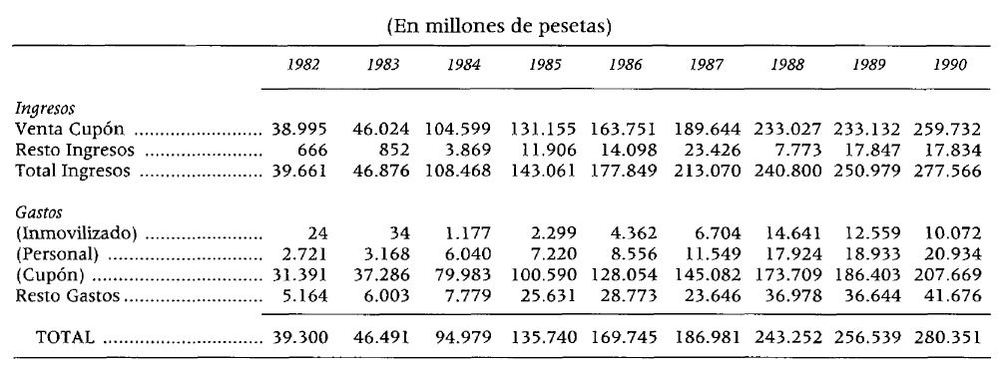 (En millones de pesetas)
1982 1983 1984 1985 1986 1987 1988 1989 1990
Ingresos
Venta Cupón ........................ 38.995 46.024 104.599 131.155 163.751 189.644 233.027 233.132 259.732
Resto Ingresos ...................... 666 852 3.869 11.906 14.098 23.426 7.773 17.847 17.834
Total Ingresos ....................... 39.661 46.876 108.468 143.061 177.849 213.070 240.800 250.979 277.566
Gastos
(Inmovilizado) ...................... 24 34 1.177 2.299 4.362 6.704 14.641 12.559 10.072
(Personal) ............................ 2.721 3.168 6.040 7.220 8.556 11.549 17.924 18.933 20.934
(Cupón) ............................... 31.391 37.286 79.983 100.590 128.054 145.082 173.709 186.403 207.669
Resto Gastos ......................... 5.164 6.003 7.779 25.631 28.773 23.646 36.978 36.644 41.676
TOTAL ............................. 39.300 46.491 94.979 135.740 169.745 186.981 243.252 256.539 280.351